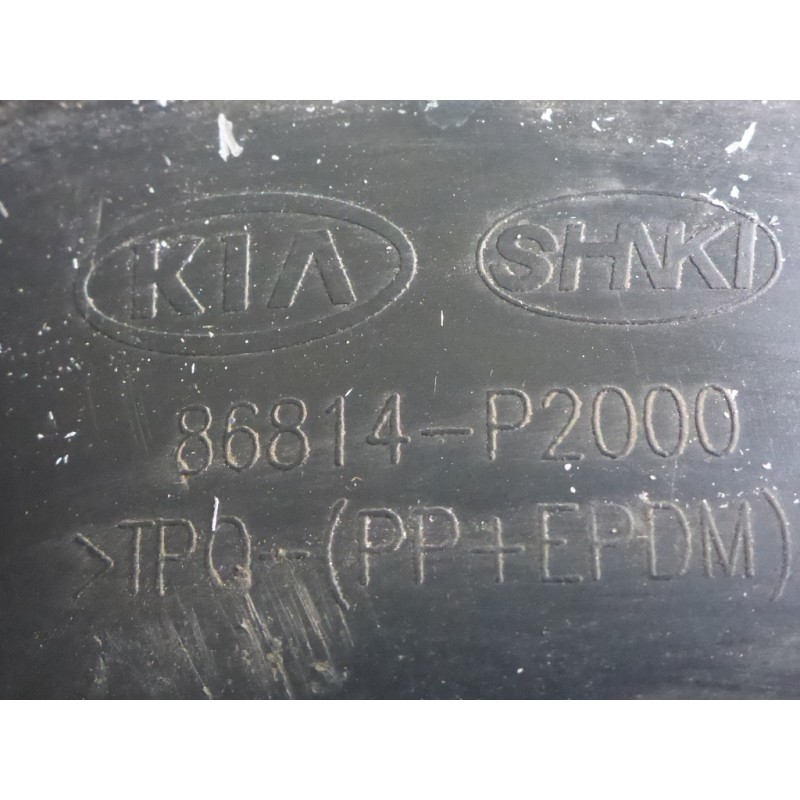 KIA SHNKI
86814-P2000
>TPO-(PP+EPDM)